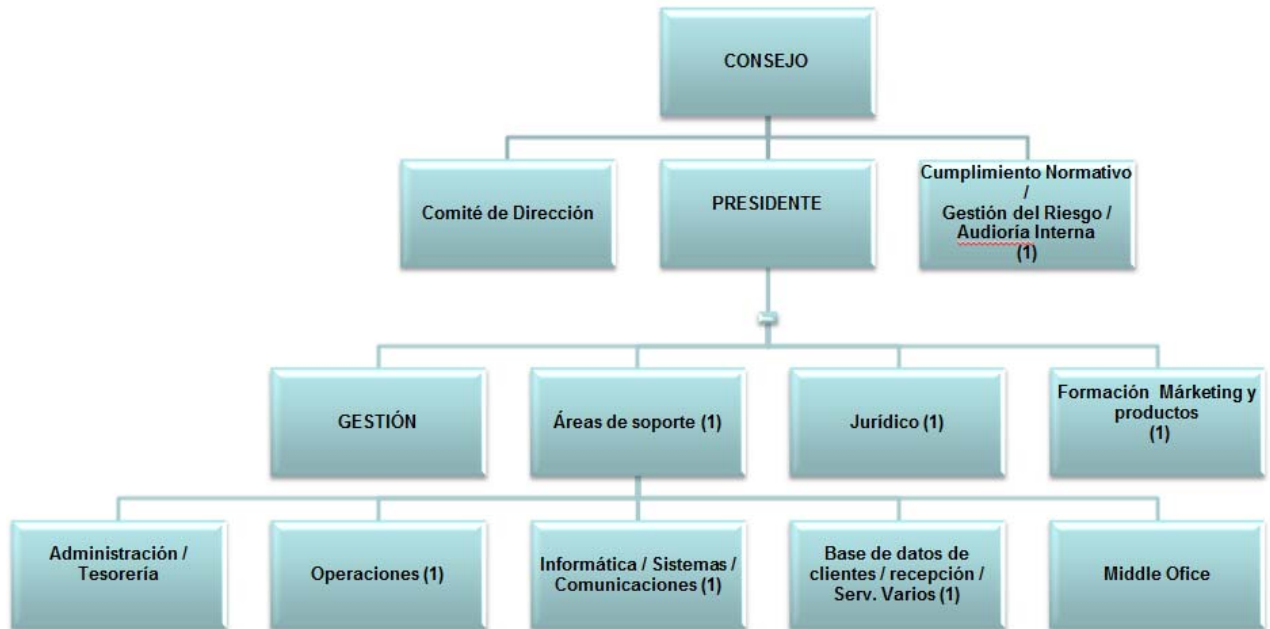 CONSEJO
Comité de Dirección
PRESIDENTE
Cumplimiento Normativo
/
Gestión del Riesgo /
Audioría Interna
(1)
GESTIÓN
Áreas de soporte (1)
Jurídico (1)
Formación Márketing y
productos
(1)
Administración /
Tesorería
Operaciones (1)
Informática / Sistemas /
Comunicaciones (1)
Base de datos de
clientes / recepción /
Serv. Varios (1)
Middle Ofice